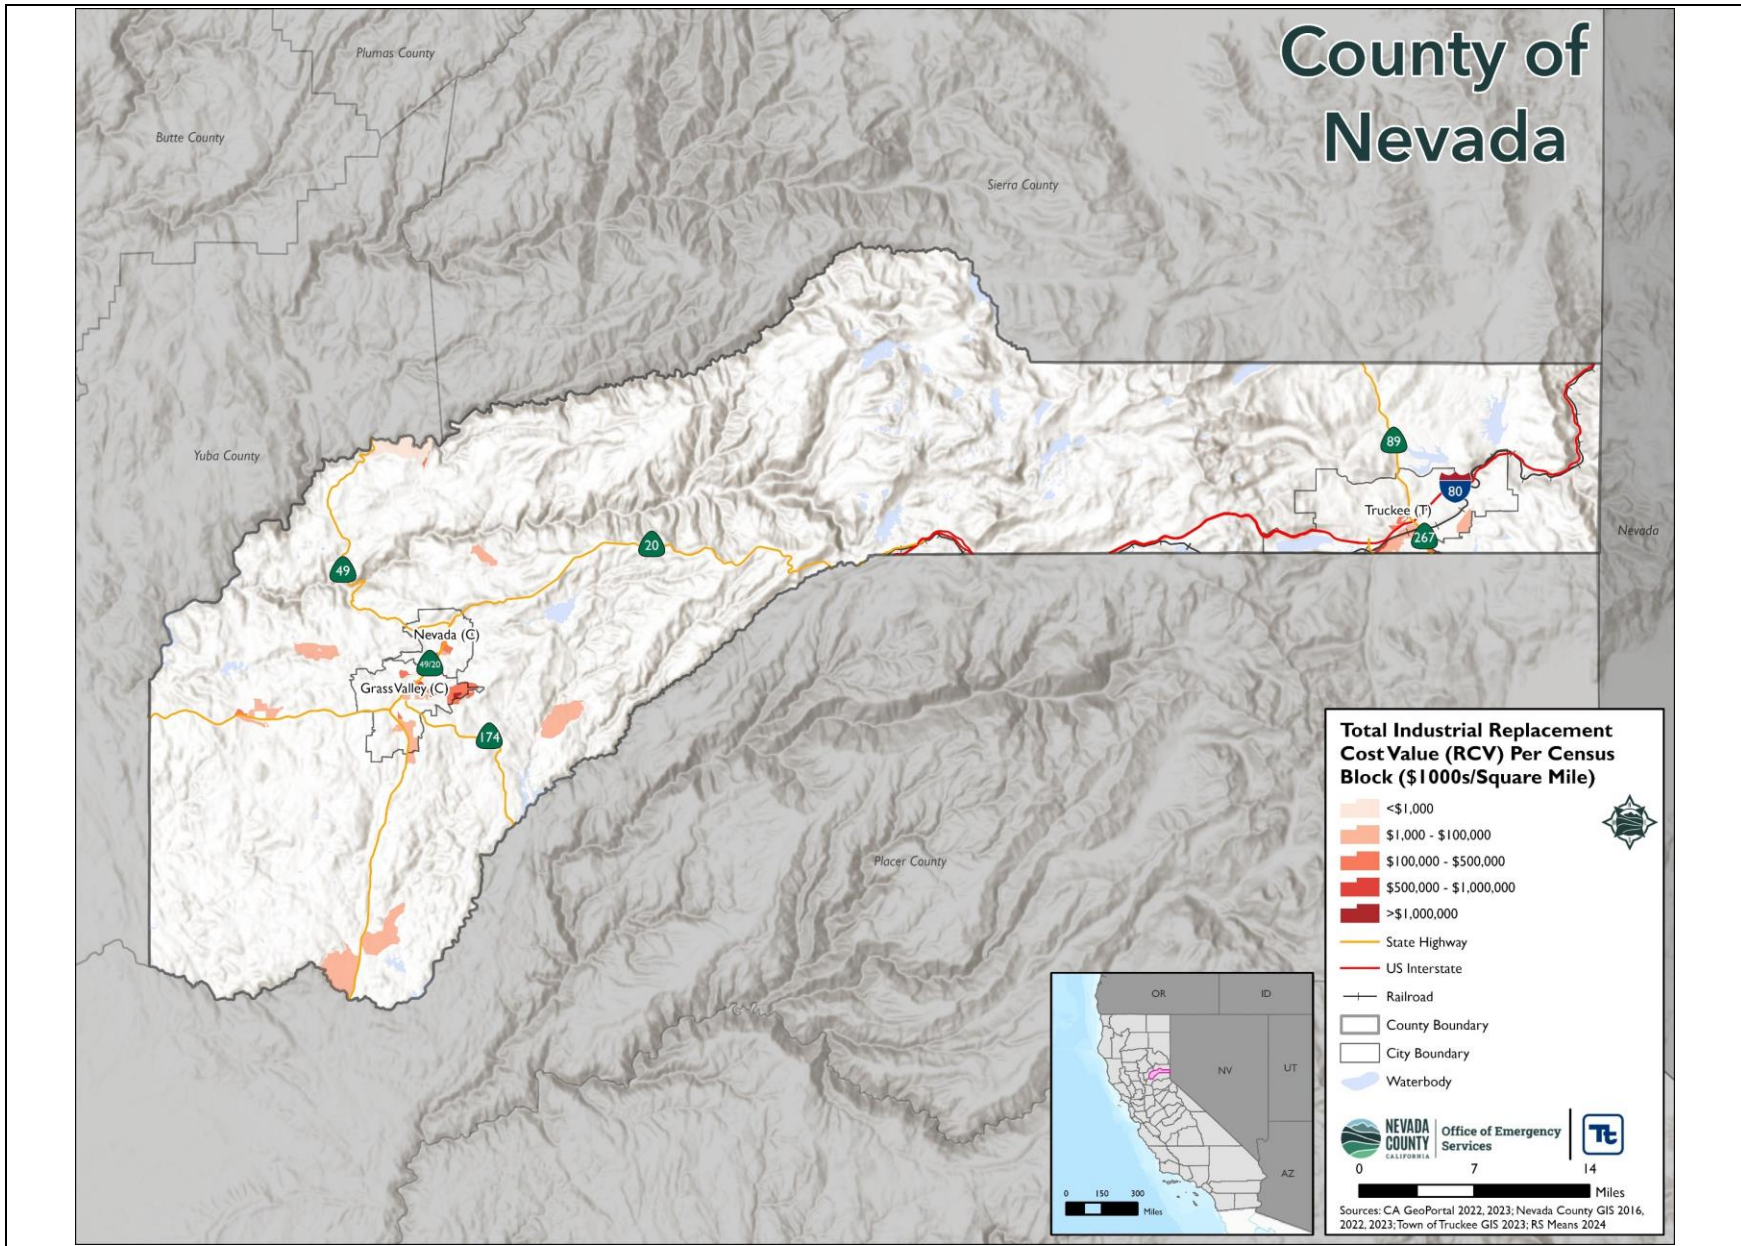 County of
Nevada
Plumas County
Butte County
Sierra County
Yuba County
Nevada
Placer County
89
80
Truckee (T)
267
20
49
Nevada (C)
49/20
Grass Valley (C)
174
Total Industrial Replacement
Cost Value (RCV) Per Census
Block ($1000s/Square Mile)
<$1,000
$1,000 - $100,000
$100,000 - $500,000
$500,000 - $1,000,000
>$1,000,000
State Highway
US Interstate
Railroad
County Boundary
City Boundary
Waterbody
NEVADA
COUNTY
CALIFORNIA
Office of Emergency
Services
Tt
0 7 14
Miles
Sources: CA GeoPortal 2022, 2023; Nevada County GIS 2016,
2022, 2023; Town of Truckee GIS 2023; RS Means 2024
OR
ID
NV
UT
AZ
0 150 300
Miles